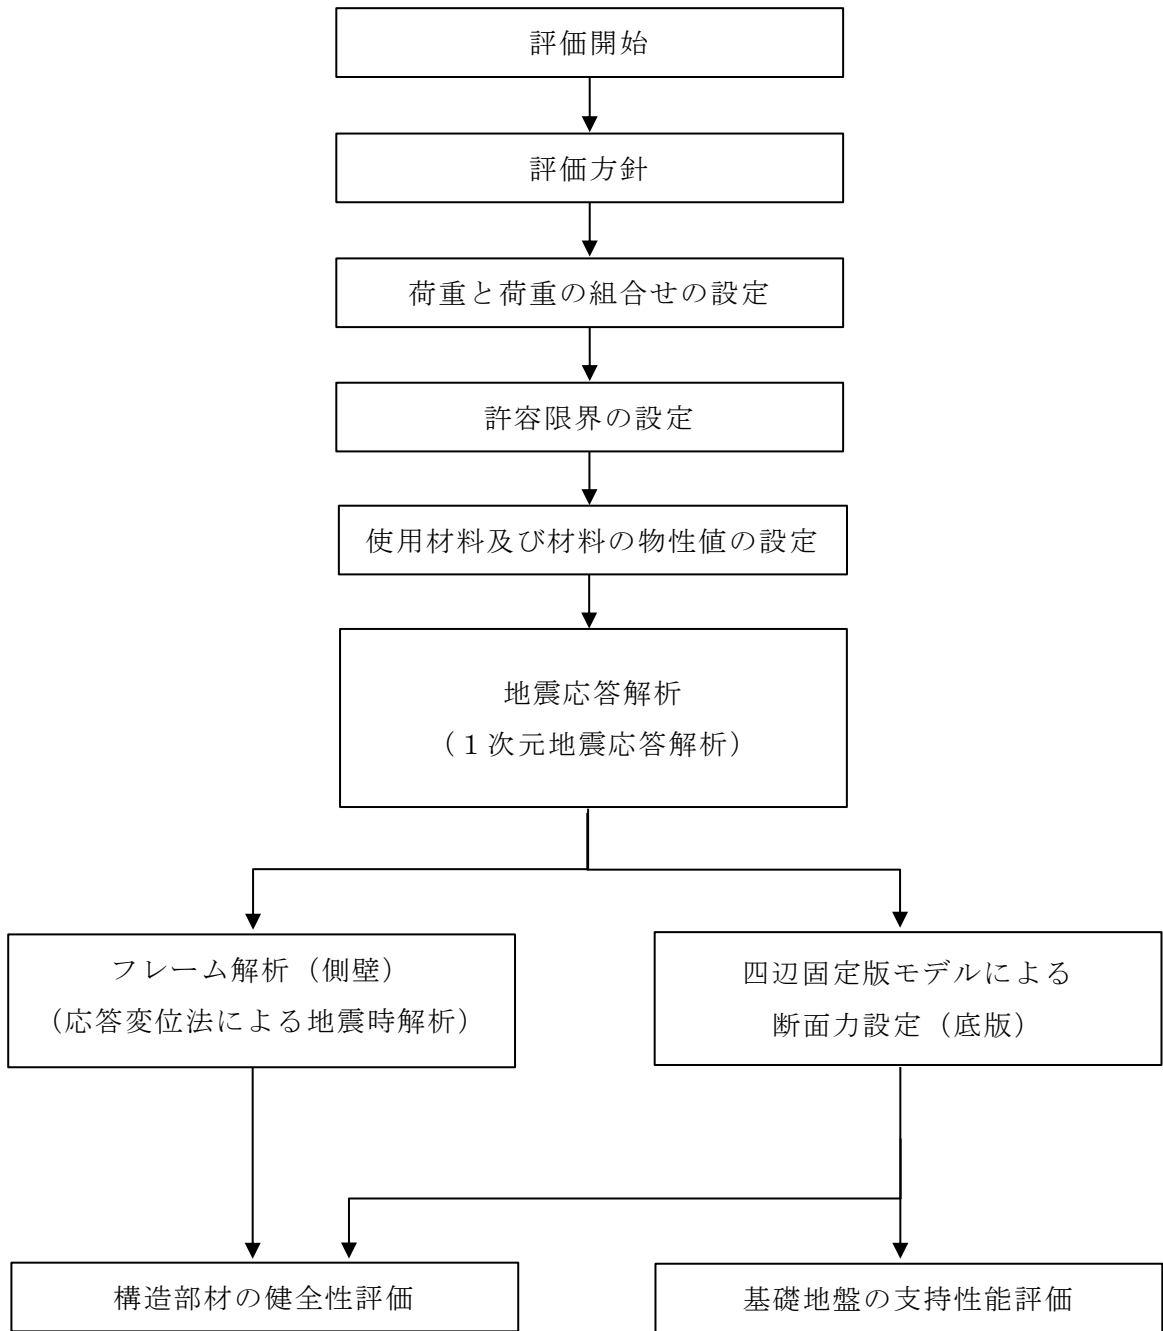 評価開始
評価方針
荷重と荷重の組合せの設定
許容限界の設定
使用材料及び材料の物性値の設定
地震応答解析
（１次元地震応答解析）
フレーム解析（側壁）
（応答変位法による地震時解析）
四辺固定版モデルによる
断面力設定（底版）
構造部材の健全性評価
基礎地盤の支持性能評価